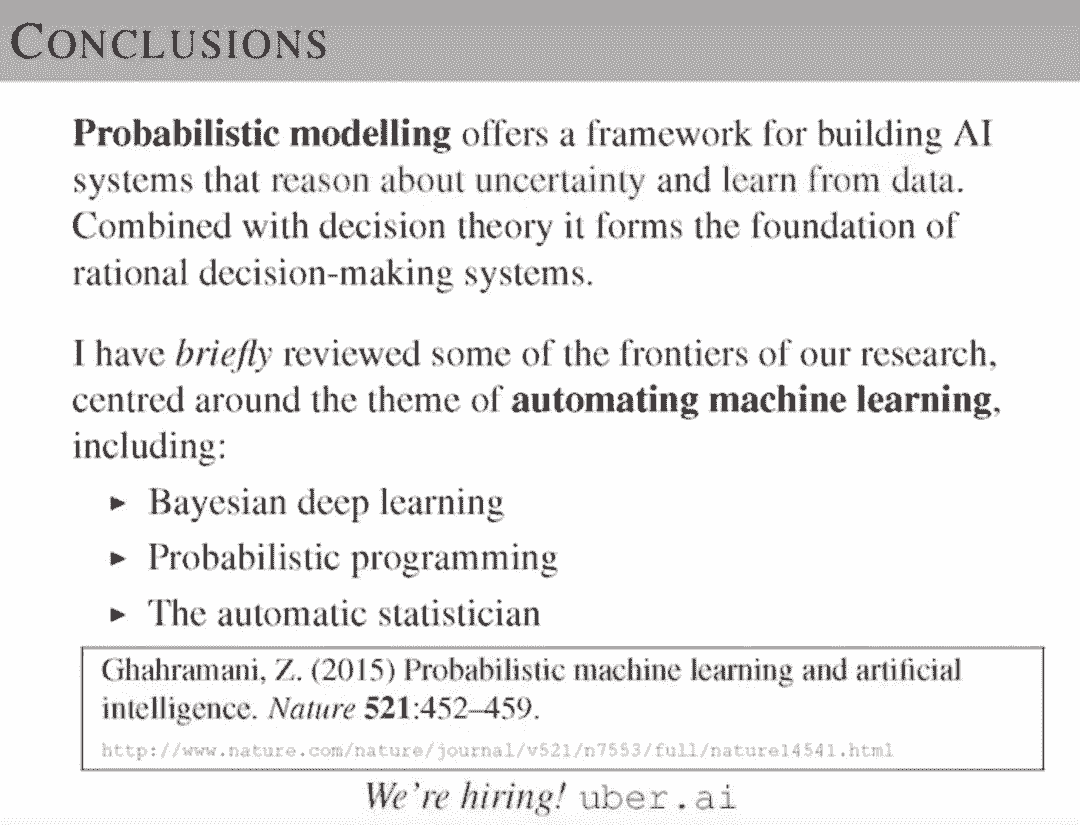 CONCLUSIONS
Probabilistic modelling offers a framework for building AI
systems that reason about uncertainty and learn from data.
Combined with decision theory it forms the foundation of
rational decision-making systems.
I have briefly reviewed some of the frontiers of our research,
centred around the theme of automating machine learning,
including:
► Bayesian deep learning
► Probabilistic programming
► The automatic statistician
Ghahramani, Z. (2015) Probabilistic machine learning and artificial
intelligence. Nature 521:452–459.
http://www.nature.com/nature/journal/v521/n7553/full/nature14541.html
We're hiring! uber.ai